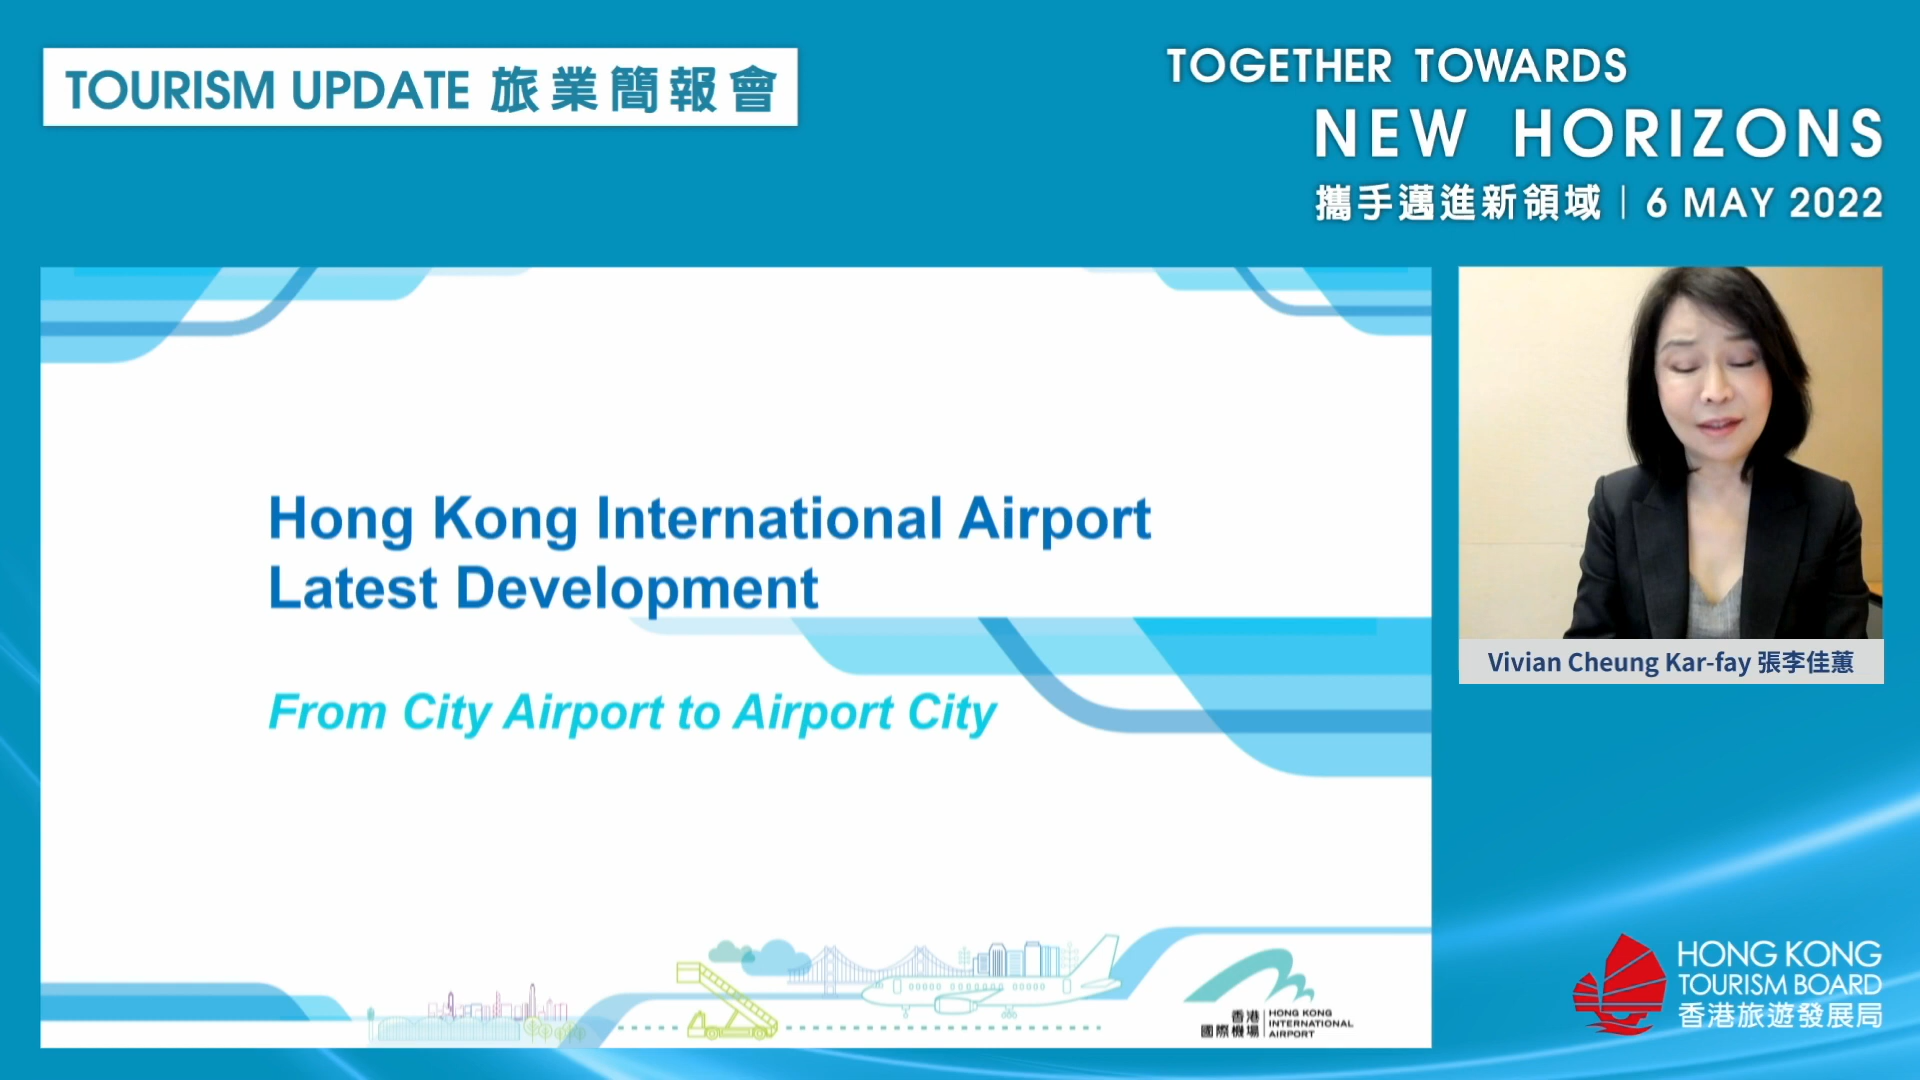 TOURISM UPDATE 旅業簡報會
TOGETHER TOWARDS
NEW HORIZONS
攜手邁進新領域 | 6 MAY 2022
Hong Kong International Airport
Latest Development
From City Airport to Airport City
香港
國際機場
HONG KONG
INTERNATIONAL
AIRPORT
Vivian Cheung Kar-fay 張李佳蕙
HONG KONG
TOURISM BOARD
香港旅遊發展局